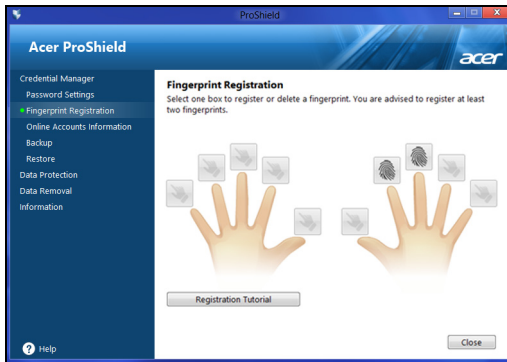 ProShield
Acer ProShield
acer
Credential Manager
Password Settings
Fingerprint Registration
Online Accounts Information
Backup
Restore
Data Protection
Data Removal
Information
Fingerprint Registration
Select one box to register or delete a fingerprint. You are advised to register at least
two fingerprints.
Registration Tutorial
? Help
Close